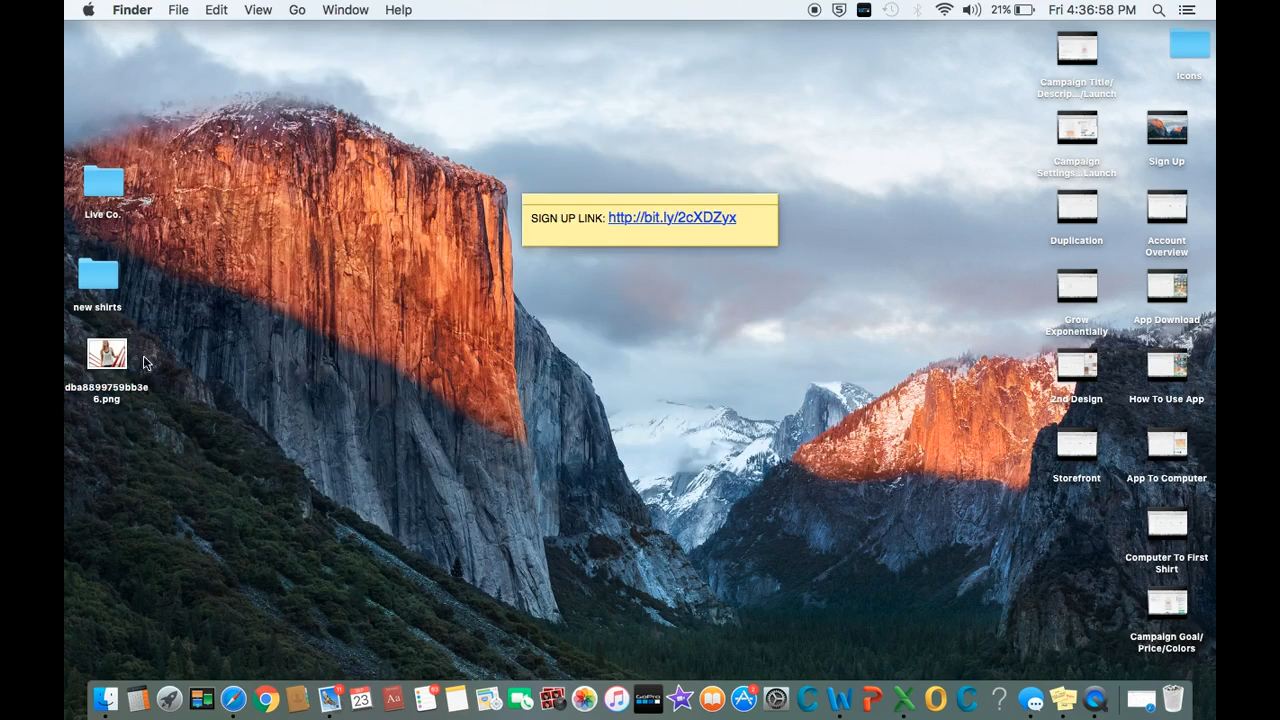 Finder File Edit View Go Window Help
21% Fri 4:36:58 PM
Live Co.
new shirts
dba8899759bb3e
6.png
SIGN UP LINK: http://bit.ly/2cXDZyx
Campaign Title/
Descrip.../Launch
Icons
Campaign
Settings...Launch
Sign Up
Duplication
Account
Overview
Grow
Exponentially
App Download
2nd Design
How To Use App
Storefront
App To Computer
Computer To First
Shirt
Campaign Goal/
Price/Colors